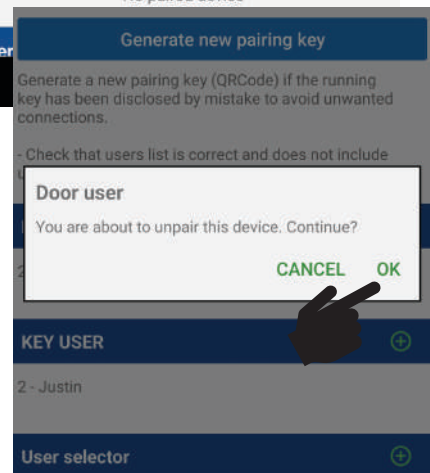 er
Generate new pairing key
Generate a new pairing key (QRCode) if the running
key has been disclosed by mistake to avoid unwanted
connections.
- Check that users list is correct and does not include
Door user
You are about to unpair this device. Continue?
CANCEL OK
2
KEY USER
2 - Justin
User selector